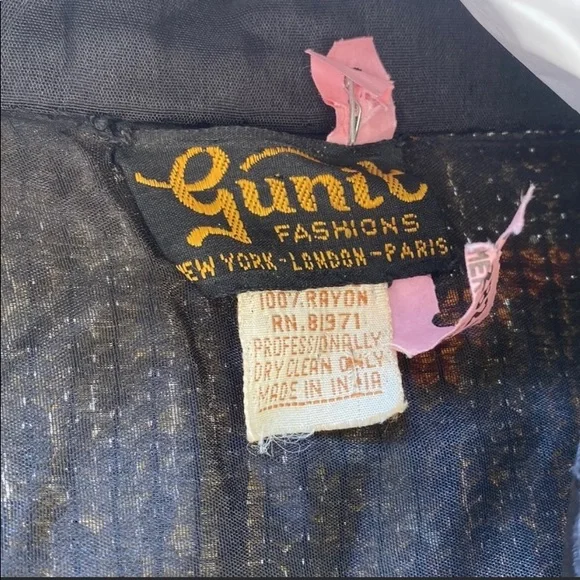 Gunit
FASHIONS
NEW YORK-LONDON-PARIS
100% RAYON
RN.81971
PROFESSIONALLY
DRY CLEAN ONLY
MADE IN INDIA